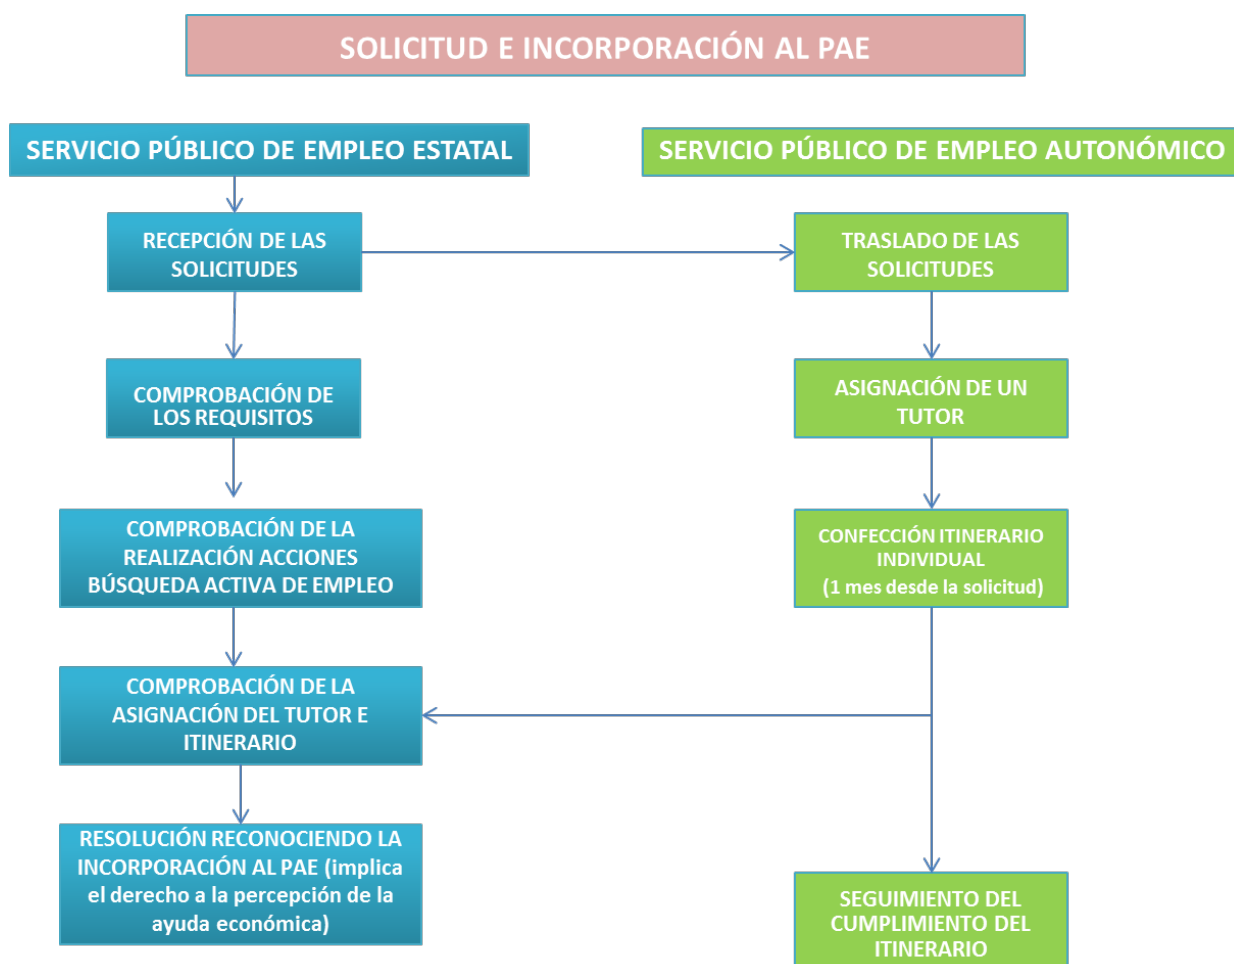 SOLICITUD E INCORPORACIÓN AL PAE
SERVICIO PÚBLICO DE EMPLEO ESTATAL
SERVICIO PÚBLICO DE EMPLEO AUTONÓMICO
RECEPCIÓN DE LAS
SOLICITUDES
TRASLADO DE LAS
SOLICITUDES
COMPROBACIÓN DE
LOS REQUISITOS
ASIGNACIÓN DE UN
TUTOR
COMPROBACIÓN DE LA
REALIZACIÓN ACCIONES
BÚSQUEDA ACTIVA DE EMPLEO
CONFECCIÓN ITINERARIO
INDIVIDUAL
(1 mes desde la solicitud)
COMPROBACIÓN DE LA
ASIGNACIÓN DEL TUTOR E
ITINERARIO
RESOLUCIÓN RECONOCIENDO LA
INCORPORACIÓN AL PAE (implica
el derecho a la percepción de la
ayuda económica)
SEGUIMIENTO DEL
CUMPLIMIENTO DEL
ITINERARIO